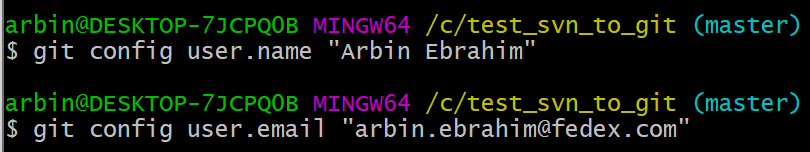 arbin@DESKTOP-7JCPQOB MINGW64 /c/test_svn_to_git (master)
$ git config user.name "Arbin Ebrahim"
arbin@DESKTOP-7JCPQOB MINGW64 /c/test_svn_to_git (master)
$ git config user.email "arbin.ebrahim@fedex.com"